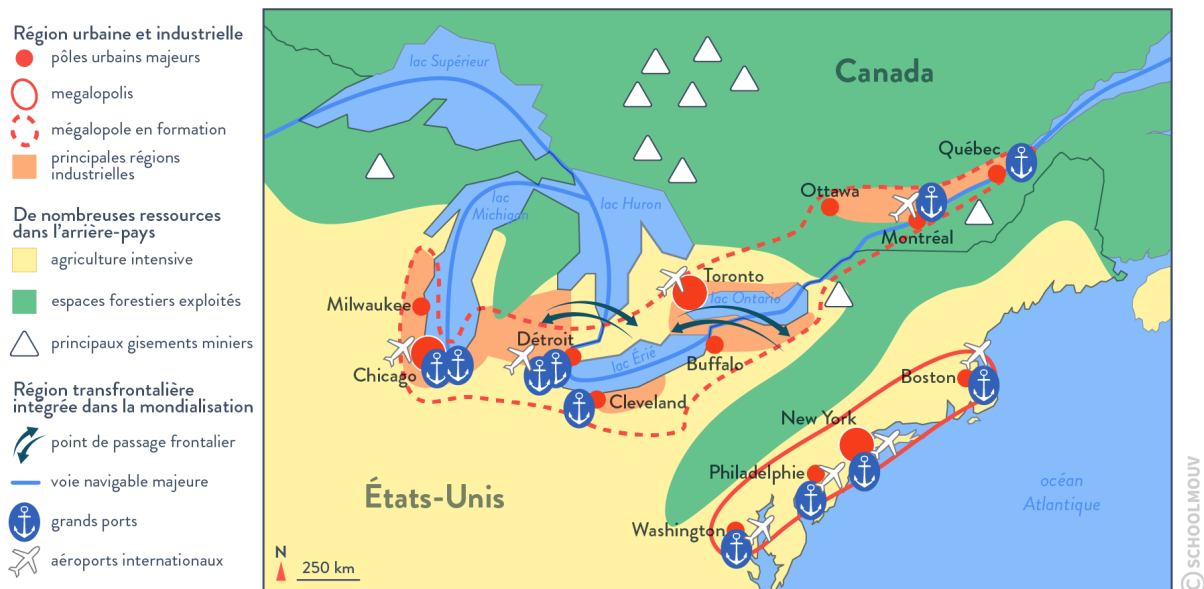 Région urbaine et industrielle
pôles urbains majeurs
megalopolis
mégalopole en formation
principales régions
industrielles
De nombreuses ressources
dans l'arrière-pays
agriculture intensive
espaces forestiers exploités
principaux gisements miniers
Région transfrontalière
intégrée dans la mondialisation
point de passage frontalier
voie navigable majeure
grands ports
aéroports internationaux
lac Supérieur
Canada
Québec
Ottawa
lac
Michigan
lac Huron
Montréal
Toronto
lac Ontario
Milwaukee
Détroit
lac Érié
Buffalo
Chicago
Cleveland
Boston
New York
Philadelphie
États-Unis
océan
Atlantique
Washington
N
250 km
© SCHOOLMOUV